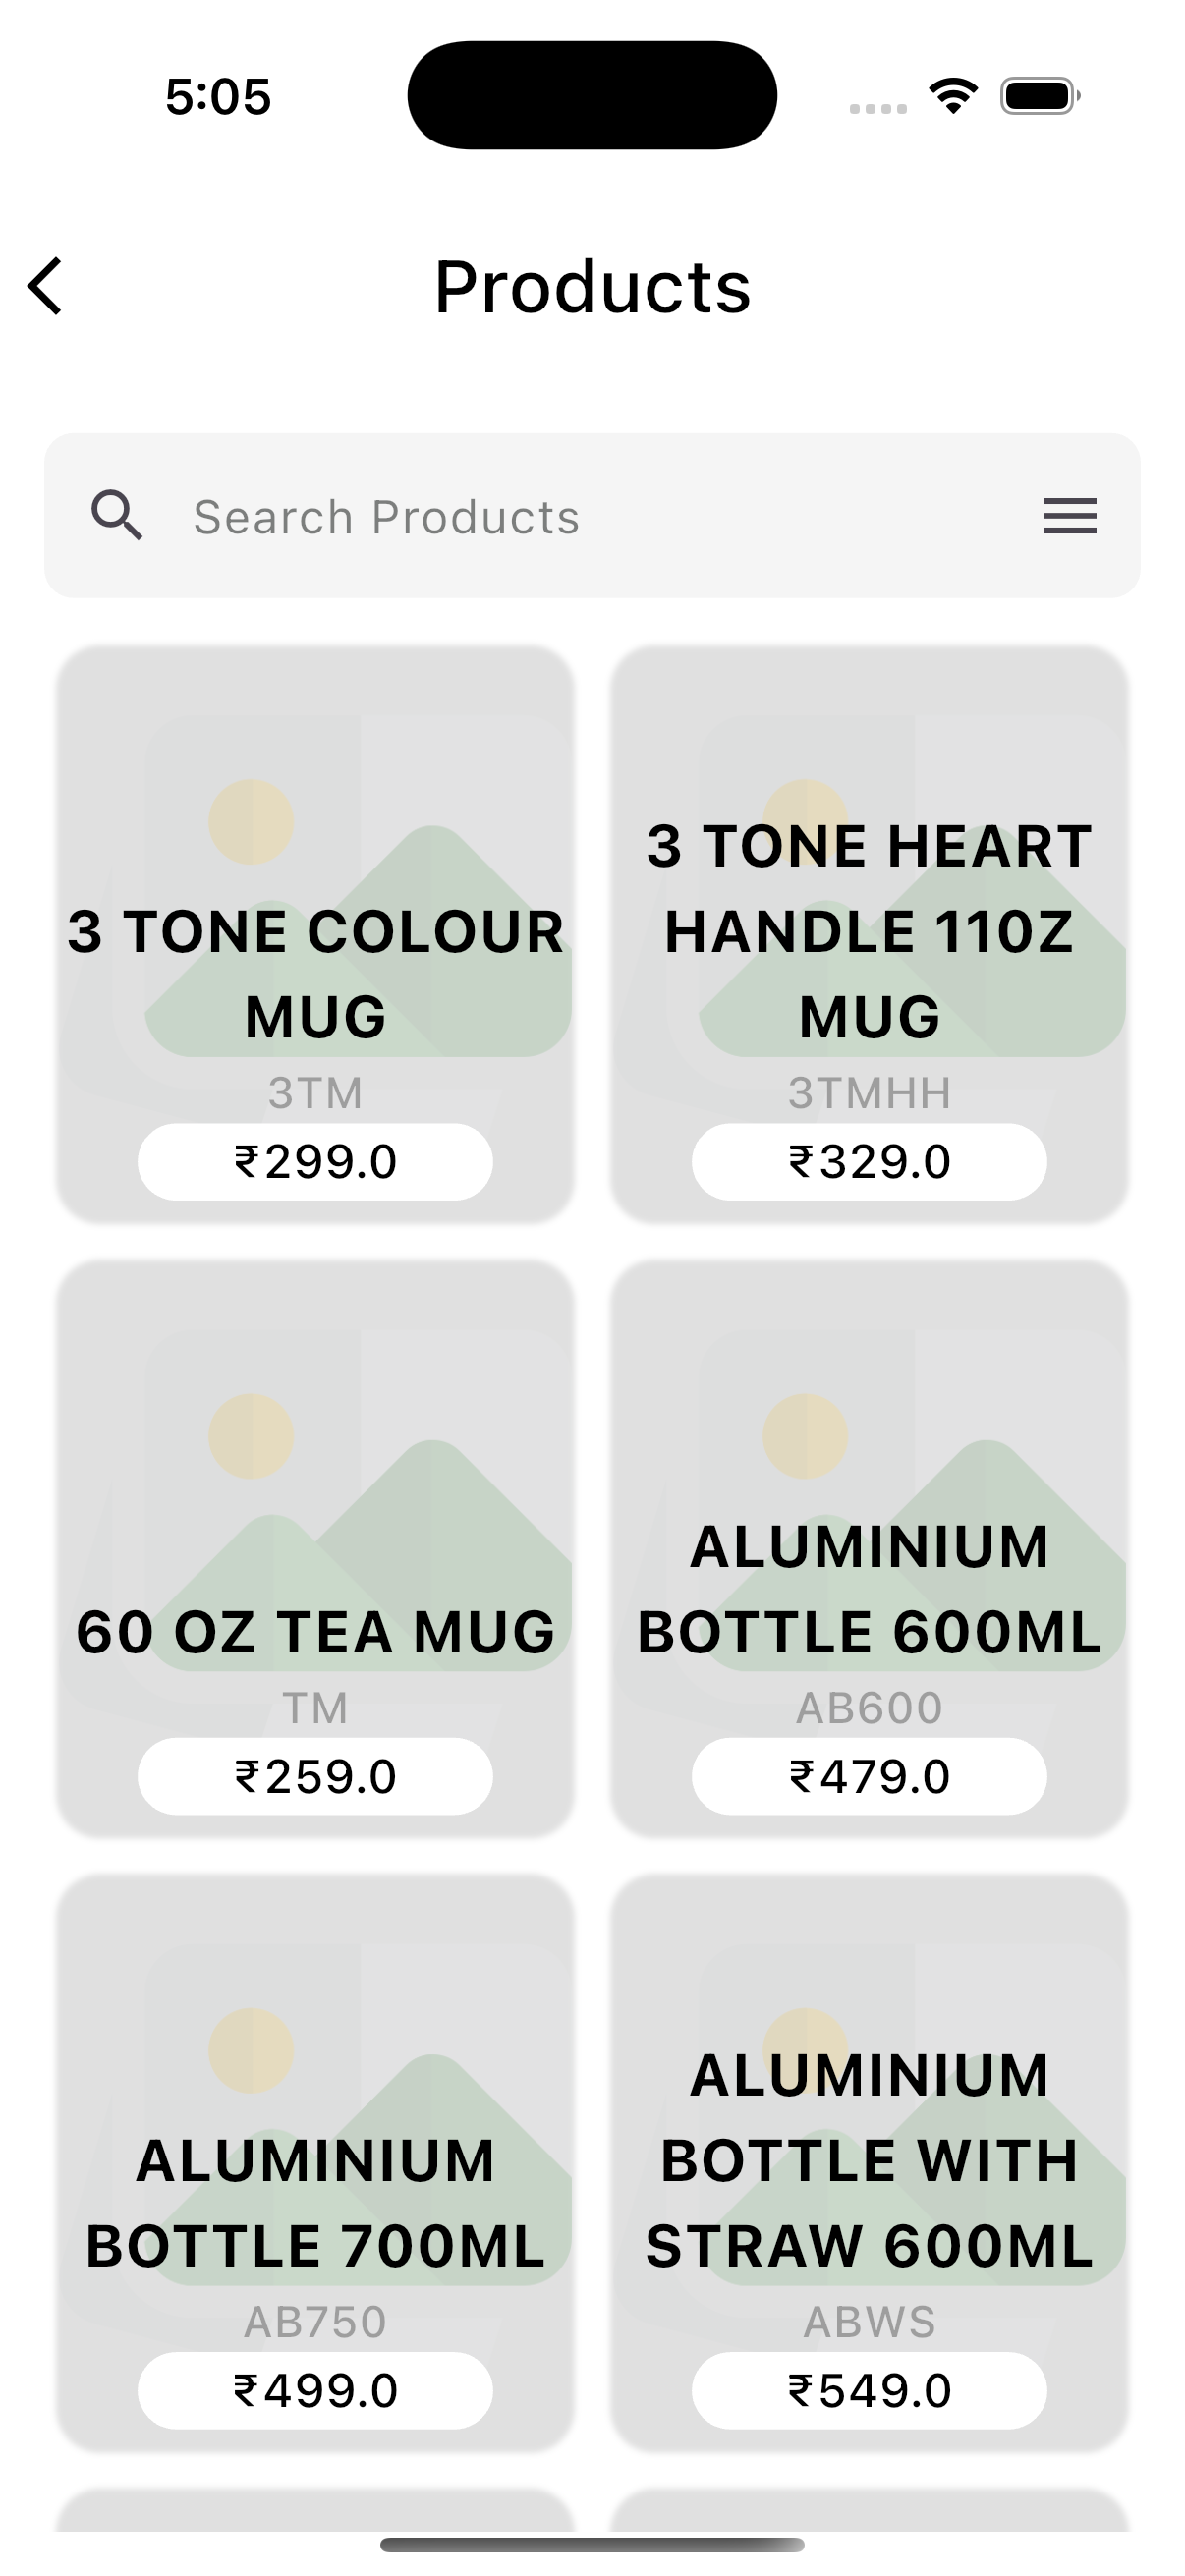 5:05
Products
Search Products
3 TONE COLOUR
MUG
3TM
₹299.0
3 TONE HEART
HANDLE 110Z
MUG
3TMHH
₹329.0
60 OZ TEA MUG
TM
₹259.0
ALUMINIUM
BOTTLE 600ML
AB600
₹479.0
ALUMINIUM
BOTTLE 700ML
AB750
₹499.0
ALUMINIUM
BOTTLE WITH
STRAW 600ML
ABWS
₹549.0